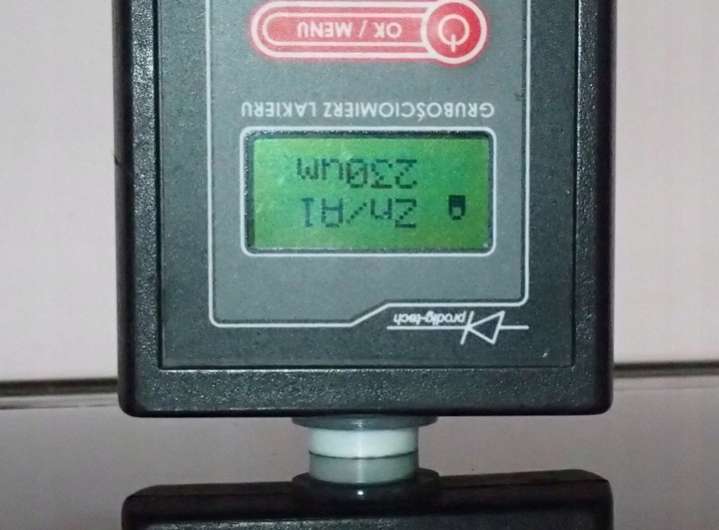 prodig-tech
Zn/Al
230um
GRUBOŚCIOMIERZ LAKIERU
OK / MENU